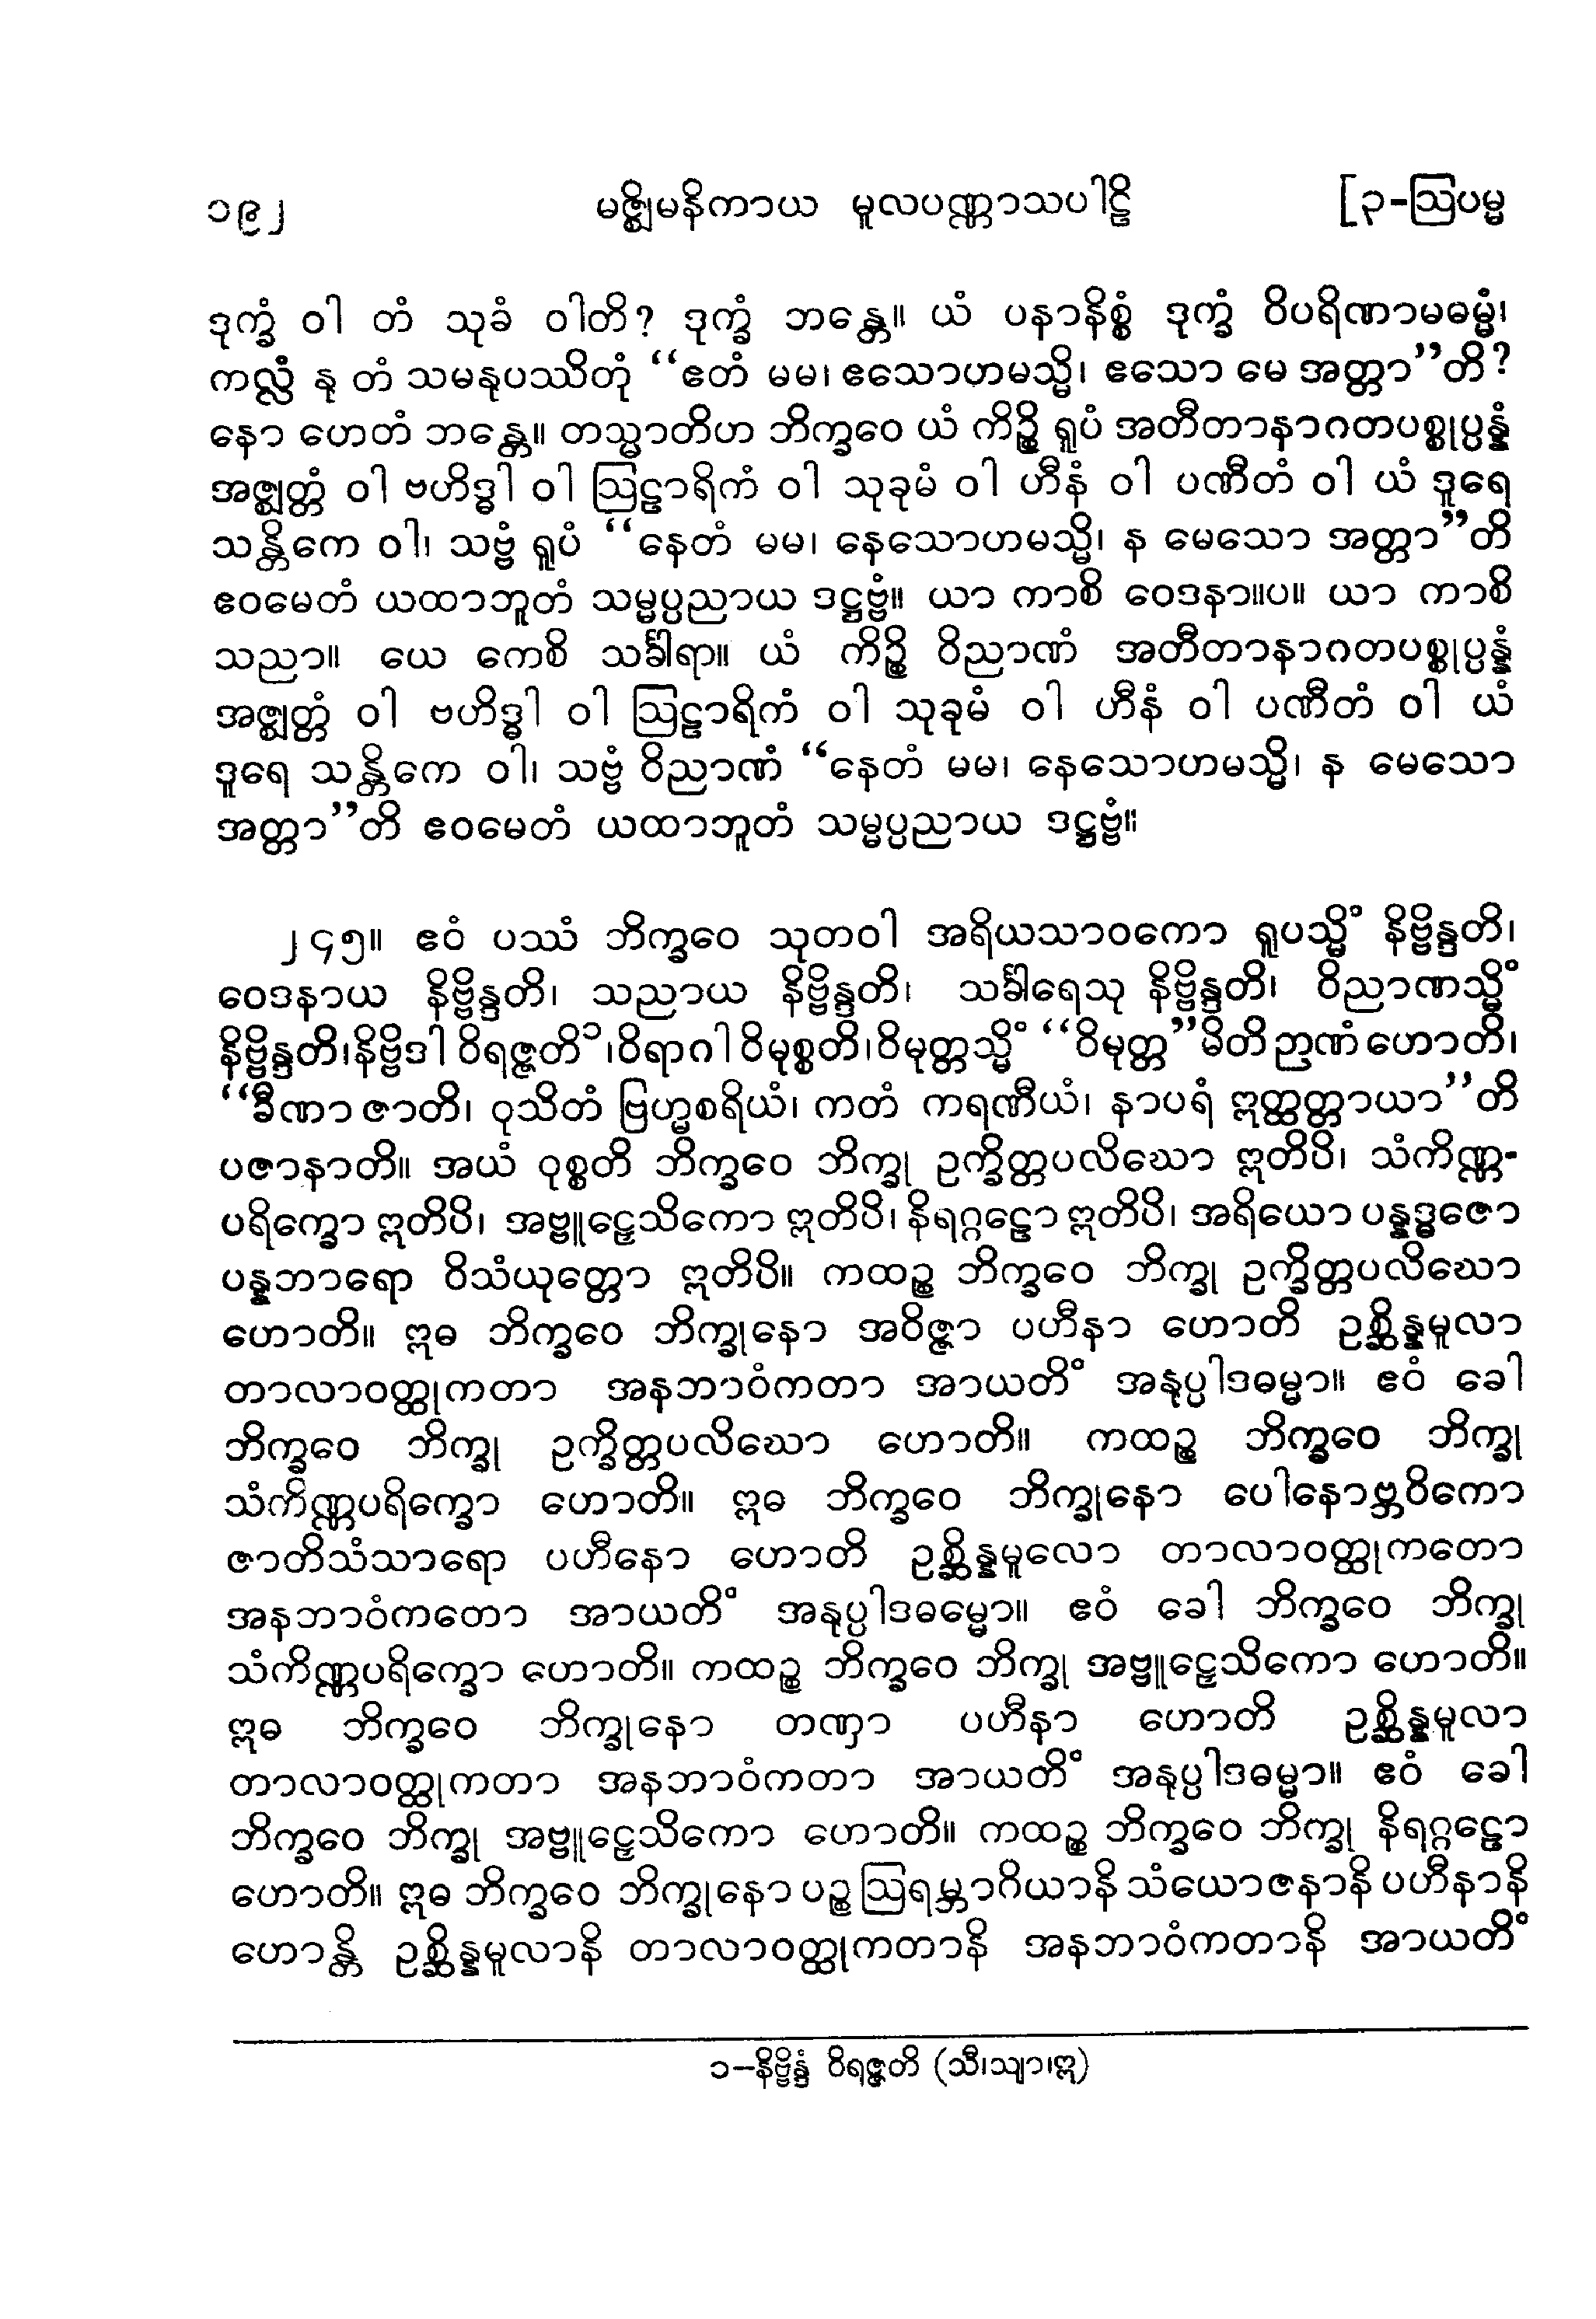 ၁၉၂ မဇ္ဈိမနိကာယ မူလပဏ္ဏာသပါဠိ [၃-ဩပမ္မ
ဒုက္ခံ ဝါ တံ သုခံ ဝါတိ? ဒုက္ခံ ဘန္တေ။ ယံ ပနာနိစ္စံ ဒုက္ခံ ဝိပရိဏာမဓမ္မံ၊
ကလ္လံ နု တံ သမနုပဿိတုံ “ဧတံ မမ၊ ဧသောဟမသ္မိ၊ ဧသော မေ အတ္တာ”တိ?
နော ဟေတံ ဘန္တေ။ တသ္မာတိဟ ဘိက္ခဝေ ယံ ကိဉ္စိ ရူပံ အတီတာနာဂတပစ္စုပ္ပန္နံ
အဇ္ဈတ္တံ ဝါ ဗဟိဒ္ဓါ ဝါ ဩဠာရိကံ ဝါ သုခုမံ ဝါ ဟီနံ ဝါ ပဏီတံ ဝါ ယံ ဒူရေ
သန္တိကေ ဝါ၊ သဗ္ဗံ ရူပံ “နေတံ မမ၊ နေသောဟမသ္မိ၊ န မေသော အတ္တာ”တိ
ဧဝမေတံ ယထာဘူတံ သမ္မပ္ပညာယ ဒဋ္ဌဗ္ဗံ။ ယာ ကာစိ ဝေဒနာ။ပ။ ယာ ကာစိ
သညာ။ ယေ ကေစိ သင်္ခါရာ။ ယံ ကိဉ္စိ ဝိညာဏံ အတီတာနာဂတပစ္စုပ္ပန္နံ
အဇ္ဈတ္တံ ဝါ ဗဟိဒ္ဓါ ဝါ ဩဠာရိကံ ဝါ သုခုမံ ဝါ ဟီနံ ဝါ ပဏီတံ ဝါ ယံ
ဒူရေ သန္တိကေ ဝါ၊ သဗ္ဗံ ဝိညာဏံ “နေတံ မမ၊ နေသောဟမသ္မိ၊ န မေသော
အတ္တာ”တိ ဧဝမေတံ ယထာဘူတံ သမ္မပ္ပညာယ ဒဋ္ဌဗ္ဗံ။
၂၄၅။ ဧဝံ ပဿံ ဘိက္ခဝေ သုတဝါ အရိယသာဝကော ရူပသ္မိံ နိဗ္ဗိန္ဒတိ၊
ဝေဒနာယ နိဗ္ဗိန္ဒတိ၊ သညာယ နိဗ္ဗိန္ဒတိ၊ သင်္ခါရေသု နိဗ္ဗိန္ဒတိ၊ ဝိညာဏသ္မိံ
နိဗ္ဗိန္ဒတိ၊နိဗ္ဗိဒါ ဝိရဇ္ဇတိ၁၊ဝိရာဂါ ဝိမုစ္စတိ၊ဝိမုတ္တသ္မိံ “ဝိမုတ္တ”မိတိ ဉာဏံ ဟောတိ၊
“ခီဏာ ဇာတိ၊ ဝုသိတံ ဗြဟ္မစရိယံ၊ ကတံ ကရဏီယံ၊ နာပရံ ဣတ္ထတ္တာယာ”တိ
ပဇာနာတိ။ အယံ ဝုစ္စတိ ဘိက္ခဝေ ဘိက္ခု ဥက္ခိတ္တပလိဃော ဣတိပိ၊ သံကိဏ္ဏ-
ပရိက္ခော ဣတိပိ၊ အဗ္ဗူဠှေသိကော ဣတိပိ၊ နိရဂ္ဂဠော ဣတိပိ၊ အရိယော ပန္နဒ္ဓဇော
ပန္နဘာရော ဝိသံယုတ္တော ဣတိပိ။ ကထဉ္စ ဘိက္ခဝေ ဘိက္ခု ဥက္ခိတ္တပလိဃော
ဟောတိ။ ဣဓ ဘိက္ခဝေ ဘိက္ခုနော အဝိဇ္ဇာ ပဟီနာ ဟောတိ ဥစ္ဆိန္နမူလာ
တာလာဝတ္ထုကတာ အနဘာဝံကတာ အာယတိံ အနုပ္ပါဒဓမ္မာ။ ဧဝံ ခေါ
ဘိက္ခဝေ ဘိက္ခု ဥက္ခိတ္တပလိဃော ဟောတိ။ ကထဉ္စ ဘိက္ခဝေ ဘိက္ခု
သံကိဏ္ဏပရိက္ခော ဟောတိ။ ဣဓ ဘိက္ခဝေ ဘိက္ခုနော ပေါနောဗ္ဘဝိကော
ဇာတိသံသာရော ပဟီနော ဟောတိ ဥစ္ဆိန္နမူလော တာလာဝတ္ထုကတော
အနဘာဝံကတော အာယတိံ အနုပ္ပါဒဓမ္မော။ ဧဝံ ခေါ ဘိက္ခဝေ ဘိက္ခု
သံကိဏ္ဏပရိက္ခော ဟောတိ။ ကထဉ္စ ဘိက္ခဝေ ဘိက္ခု အဗ္ဗူဠှေသိကော ဟောတိ။
ဣဓ ဘိက္ခဝေ ဘိက္ခုနော တဏှာ ပဟီနာ ဟောတိ ဥစ္ဆိန္နမူလာ
တာလာဝတ္ထုကတာ အနဘာဝံကတာ အာယတိံ အနုပ္ပါဒဓမ္မာ။ ဧဝံ ခေါ
ဘိက္ခဝေ ဘိက္ခု အဗ္ဗူဠှေသိကော ဟောတိ။ ကထဉ္စ ဘိက္ခဝေ ဘိက္ခု နိရဂ္ဂဠော
ဟောတိ။ ဣဓ ဘိက္ခဝေ ဘိက္ခုနော ပဉ္စ ဩရမ္ဘာဂိယာနိ သံယောဇနာနိ ပဟီနာနိ
ဟောန္တိ ဥစ္ဆိန္နမူလာနိ တာလာဝတ္ထုကတာနိ အနဘာဝံကတာနိ အာယတိံ
၁-နိဗ္ဗိန္ဒံ ဝိရဇ္ဇတိ (သီ၊သျာ၊ဣ)